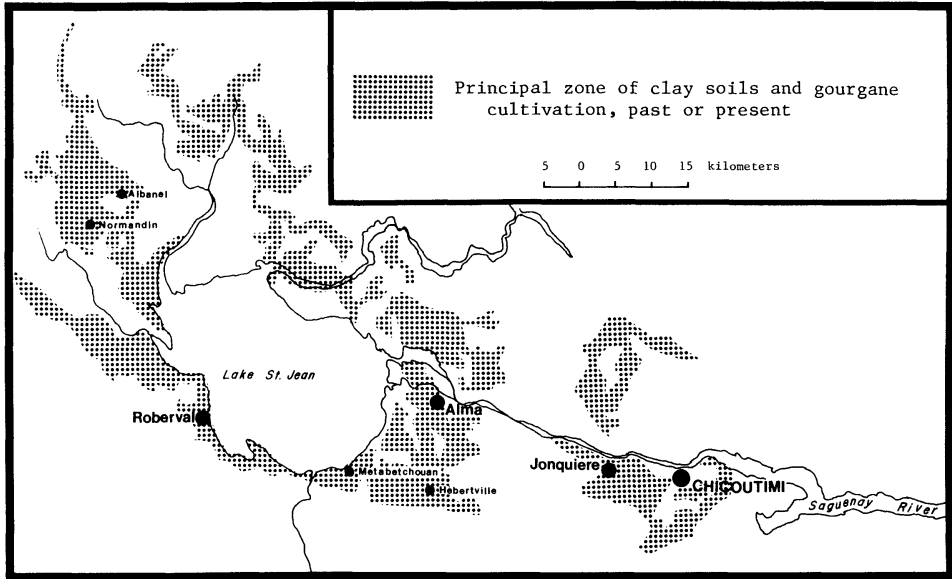 Principal zone of clay soils and gourgane
cultivation, past or present
5 0 5 10 15 kilometers
Albanel
Normandin
Lake St. Jean
Roberval
Alma
Metabetchouan
Hebertville
Jonquiere
CHICOUTIMI
Saguenay River